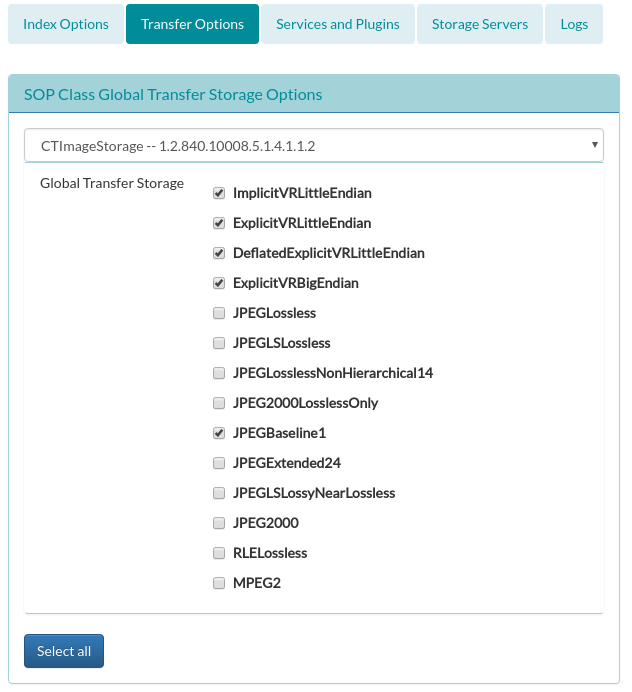 Index Options Transfer Options Services and Plugins Storage Servers Logs
SOP Class Global Transfer Storage Options
CTImageStorage -- 1.2.840.10008.5.1.4.1.1.2
Global Transfer Storage
ImplicitVRLittleEndian
ExplicitVRLittleEndian
DeflatedExplicitVRLittleEndian
ExplicitVRBigEndian
JPEGLossless
JPEGLSLossless
JPEGLosslessNonHierarchical14
JPEG2000LosslessOnly
JPEGBaseline1
JPEGExtended24
JPEGLSLossyNearLossless
JPEG2000
RLELossless
MPEG2
Select all